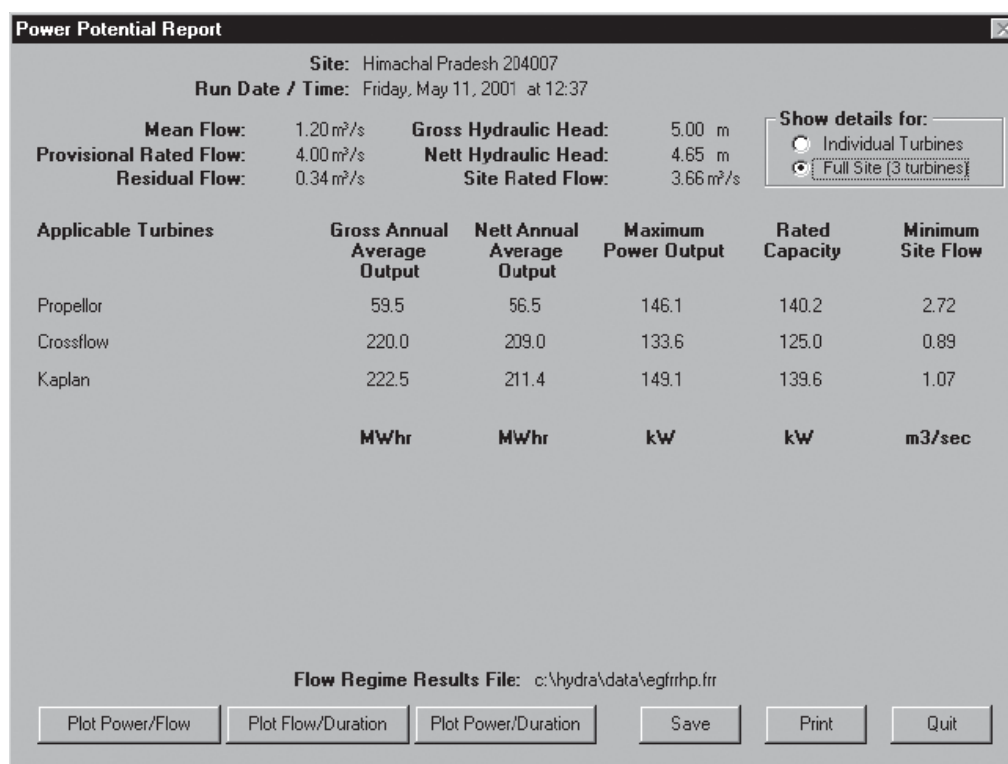 Power Potential Report
Site: Himachal Pradesh 204007
Run Date / Time: Friday, May 11, 2001 at 12:37
Mean Flow: 1.20 m³/s Gross Hydraulic Head: 5.00 m
Provisional Rated Flow: 4.00 m³/s Nett Hydraulic Head: 4.65 m
Residual Flow: 0.34 m³/s Site Rated Flow: 3.66 m³/s
Show details for:
Individual Turbines
Full Site (3 turbines)
Applicable Turbines Gross Annual Average Output Nett Annual Average Output Maximum Power Output Rated Capacity Minimum Site Flow
Propellor 59.5 56.5 146.1 140.2 2.72
Crossflow 220.0 209.0 133.6 125.0 0.89
Kaplan 222.5 211.4 149.1 139.6 1.07
MWhr MWhr kW kW m3/sec
Flow Regime Results File: c:\hydra\data\egfrrhp.frr
Plot Power/Flow Plot Flow/Duration Plot Power/Duration Save Print Quit